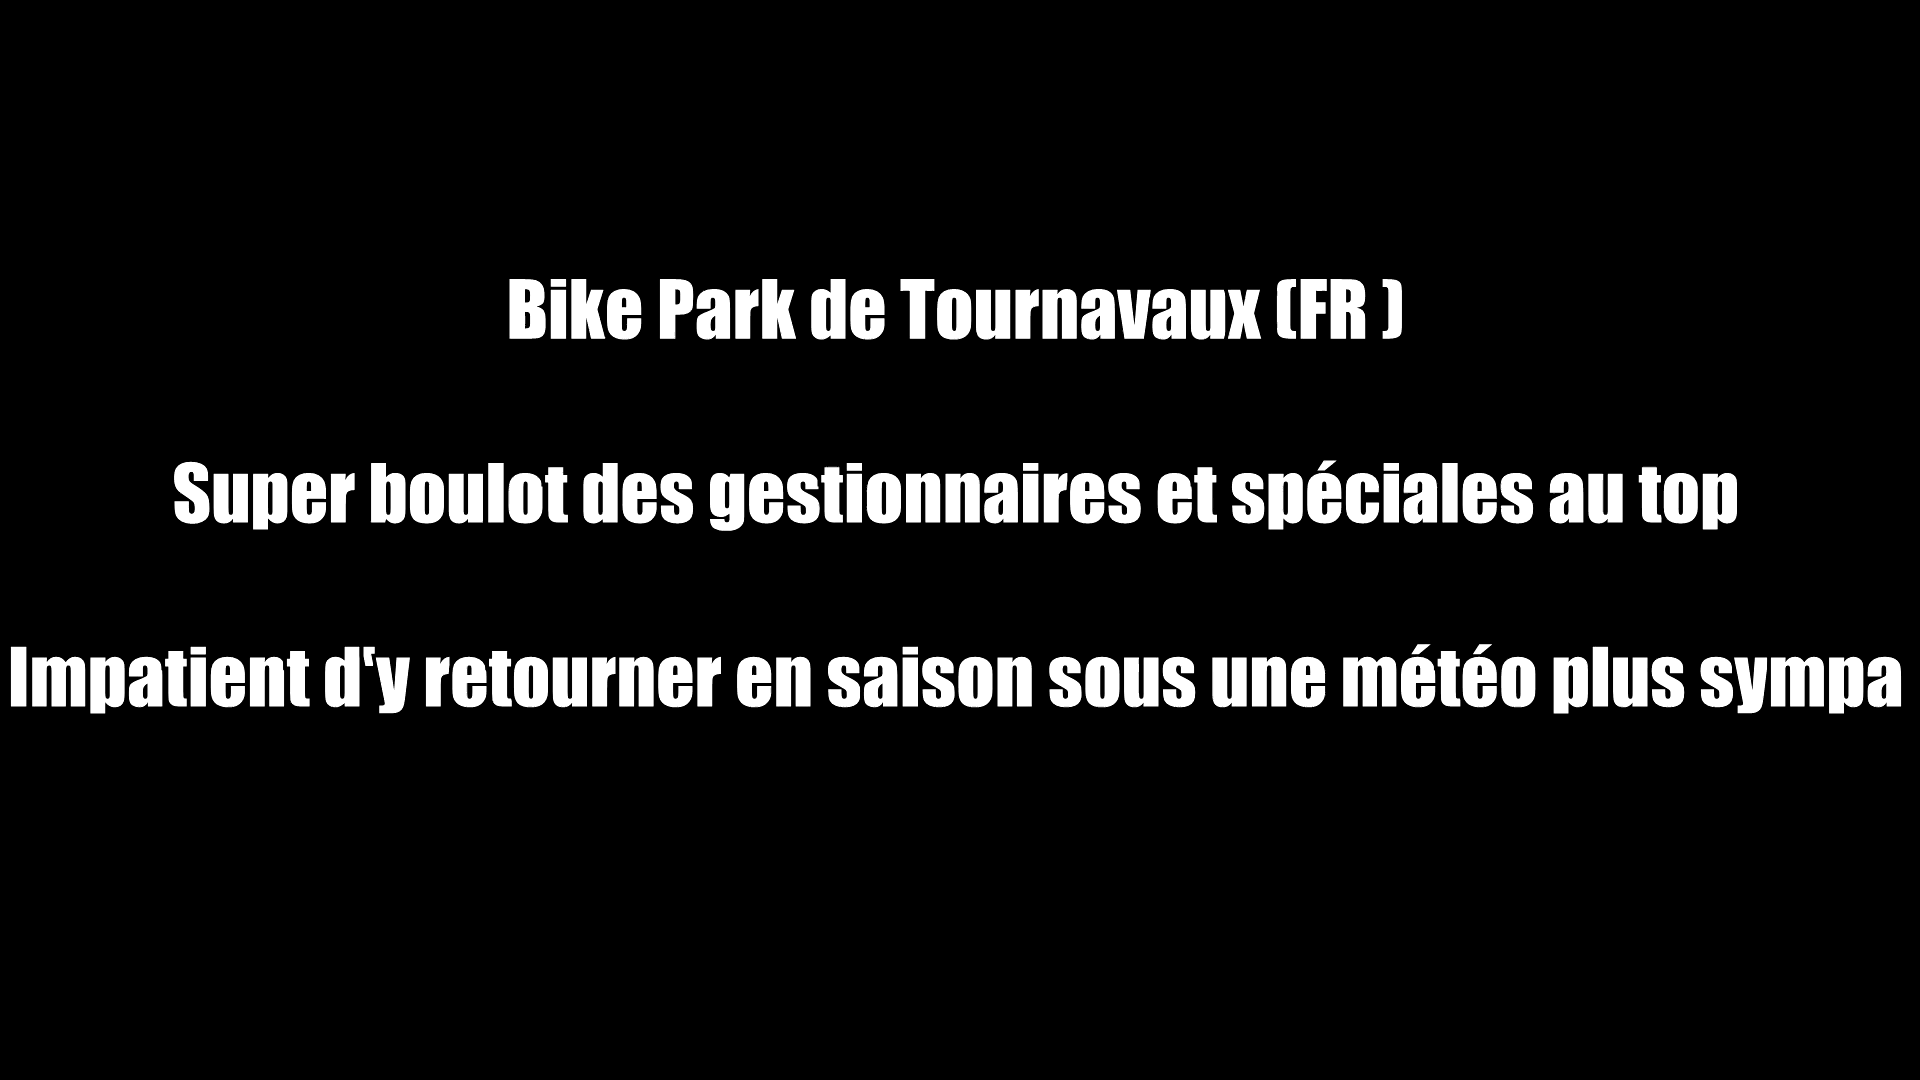 Bike Park de Tournavaux (FR )
Super boulot des gestionnaires et spéciales au top
Impatient d'y retourner en saison sous une météo plus sympa